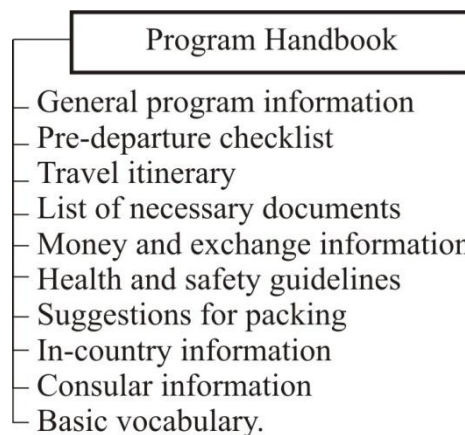 Program Handbook
General program information
Pre-departure checklist
Travel itinerary
List of necessary documents
Money and exchange information
Health and safety guidelines
Suggestions for packing
In-country information
Consular information
Basic vocabulary.